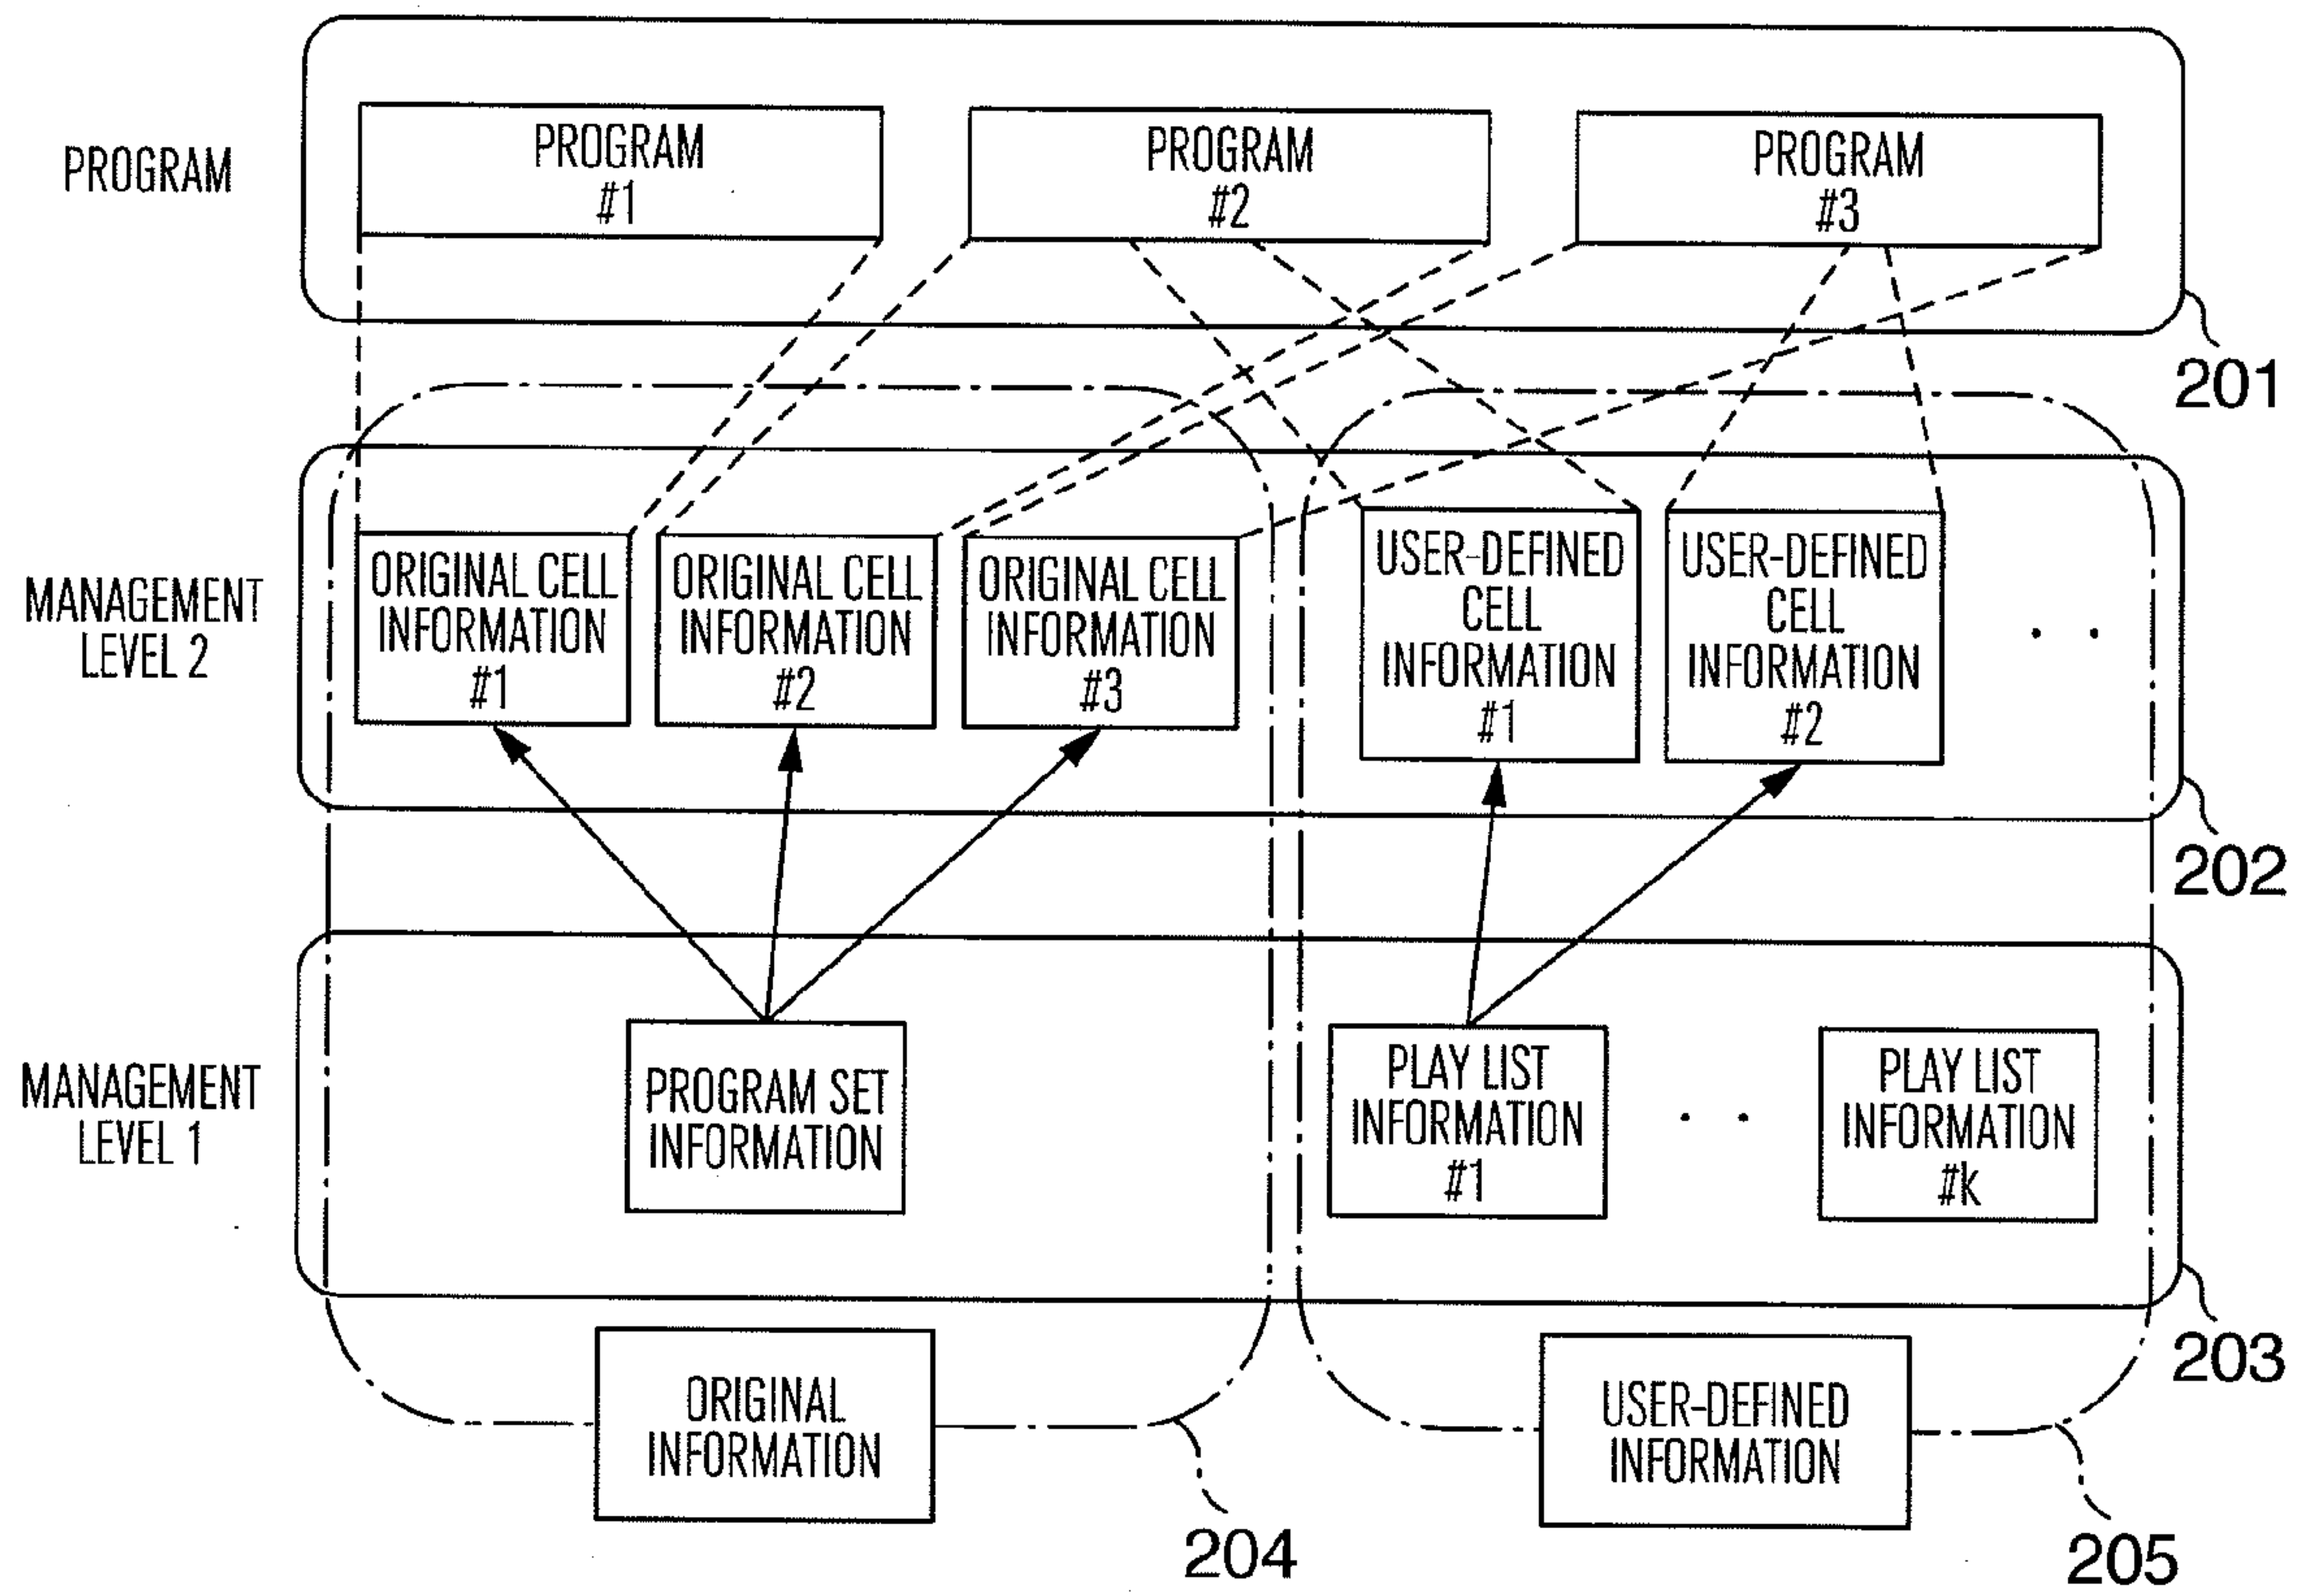 PROGRAM
PROGRAM
#1
PROGRAM
#2
PROGRAM
#3
201
MANAGEMENT
LEVEL 2
ORIGINAL CELL
INFORMATION
#1
ORIGINAL CELL
INFORMATION
#2
ORIGINAL CELL
INFORMATION
#3
USER-DEFINED
CELL
INFORMATION
#1
USER-DEFINED
CELL
INFORMATION
#2
. .
202
MANAGEMENT
LEVEL 1
PROGRAM SET
INFORMATION
PLAY LIST
INFORMATION
#1
. .
PLAY LIST
INFORMATION
#k
203
ORIGINAL
INFORMATION
204
USER-DEFINED
INFORMATION
205